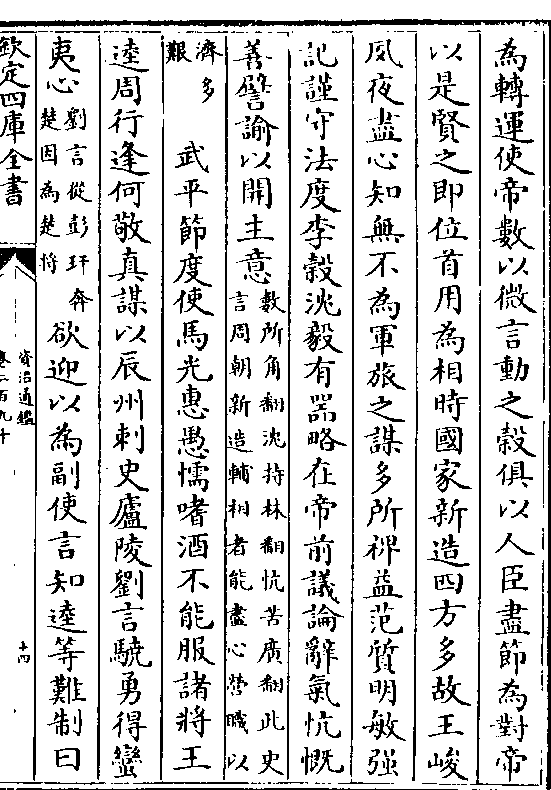 為轉運使帝數以微言動之榖俱以人臣盡節為對帝
以是賢之即位首用為相時國家新造四方多故王峻
夙夜盡心知無不為軍旅之謀多所裨益范質明敏强
記謹守法度李榖沈毅有器略在帝前議論辭氣忼慨
善譬諭以開主意數所角翻沈持林翻忼苦廣翻此史言周朝新造輔相者能盡心營職以
濟多艱 武平節度使馬光惠愚懦嗜酒不能服諸將王
逵周行逢何敬真謀以辰州刺史廬陵劉言驍勇得蠻
夷心劉言從彭玕奔楚因為楚將欲迎以為副使言知逵等難制曰
欽定四庫全書
資治通鑑
卷二百九十
十四